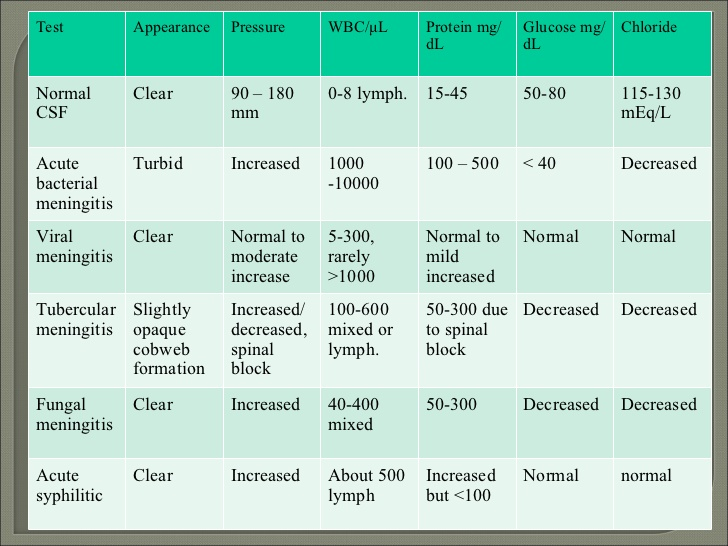 Test
Appearance
Pressure
WBC/μL
Protein mg/
dL
Glucose mg/
dL
Chloride
Normal
CSF
Clear
90 – 180
mm
0-8 lymph.
15-45
50-80
115-130
mEq/L
Acute
bacterial
meningitis
Turbid
Increased
1000
-10000
100 – 500
< 40
Decreased
Viral
meningitis
Clear
Normal to
moderate
increase
5-300,
rarely
>1000
Normal to
mild
increased
Normal
Normal
Tubercular
meningitis
Slightly
opaque
cobweb
formation
Increased/
decreased,
spinal
block
100-600
mixed or
lymph.
50-300 due
to spinal
block
Decreased
Decreased
Fungal
meningitis
Clear
Increased
40-400
mixed
50-300
Decreased
Decreased
Acute
syphilitic
Clear
Increased
About 500
lymph
Increased
but <100
Normal
normal